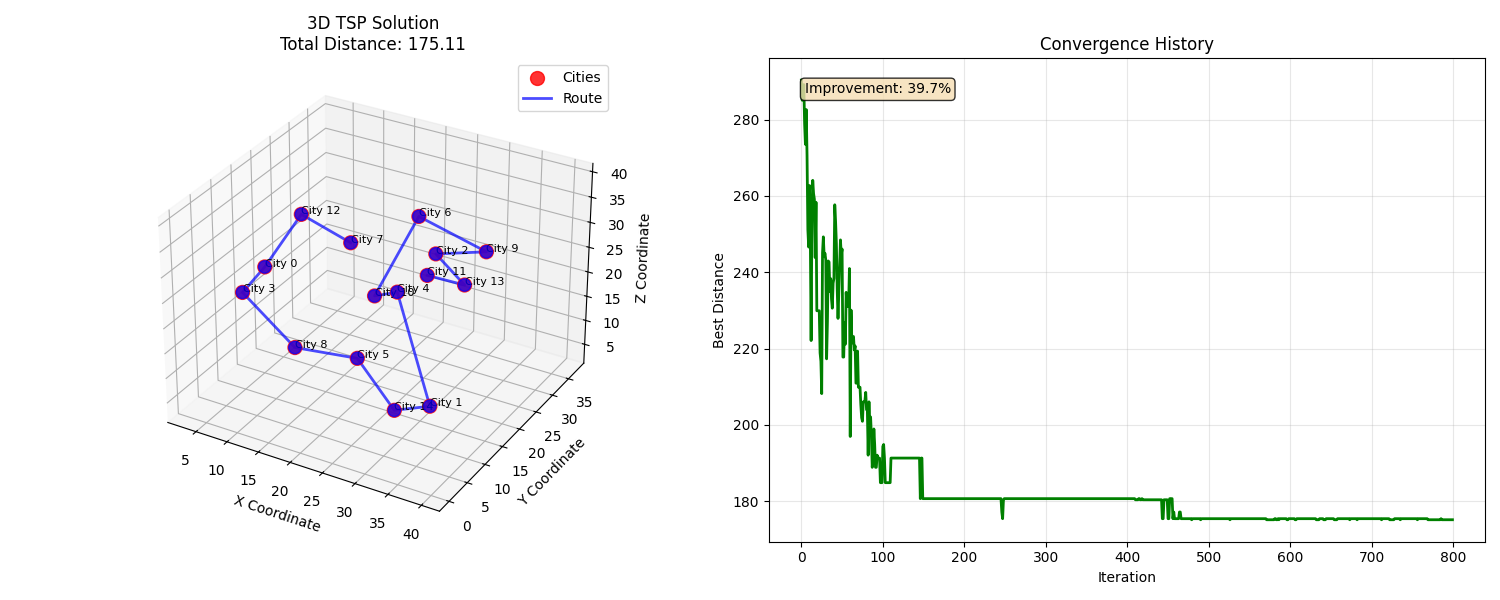 3D TSP Solution
Total Distance: 175.11
Cities
Route
City 12
City 6
City 7
City 2
City 9
City 0
City 11
City 13
City 3
City 4
City
City 8
City 5
City
City 1
40
35
30
25
20
15
10
5
Z Coordinate
5
10
15
20
25
30
35
40
X Coordinate
0
5
10
15
20
25
30
35
Y Coordinate
Convergence History
Improvement: 39.7%
280
260
240
220
200
180
Best Distance
0
100
200
300
400
500
600
700
800
Iteration